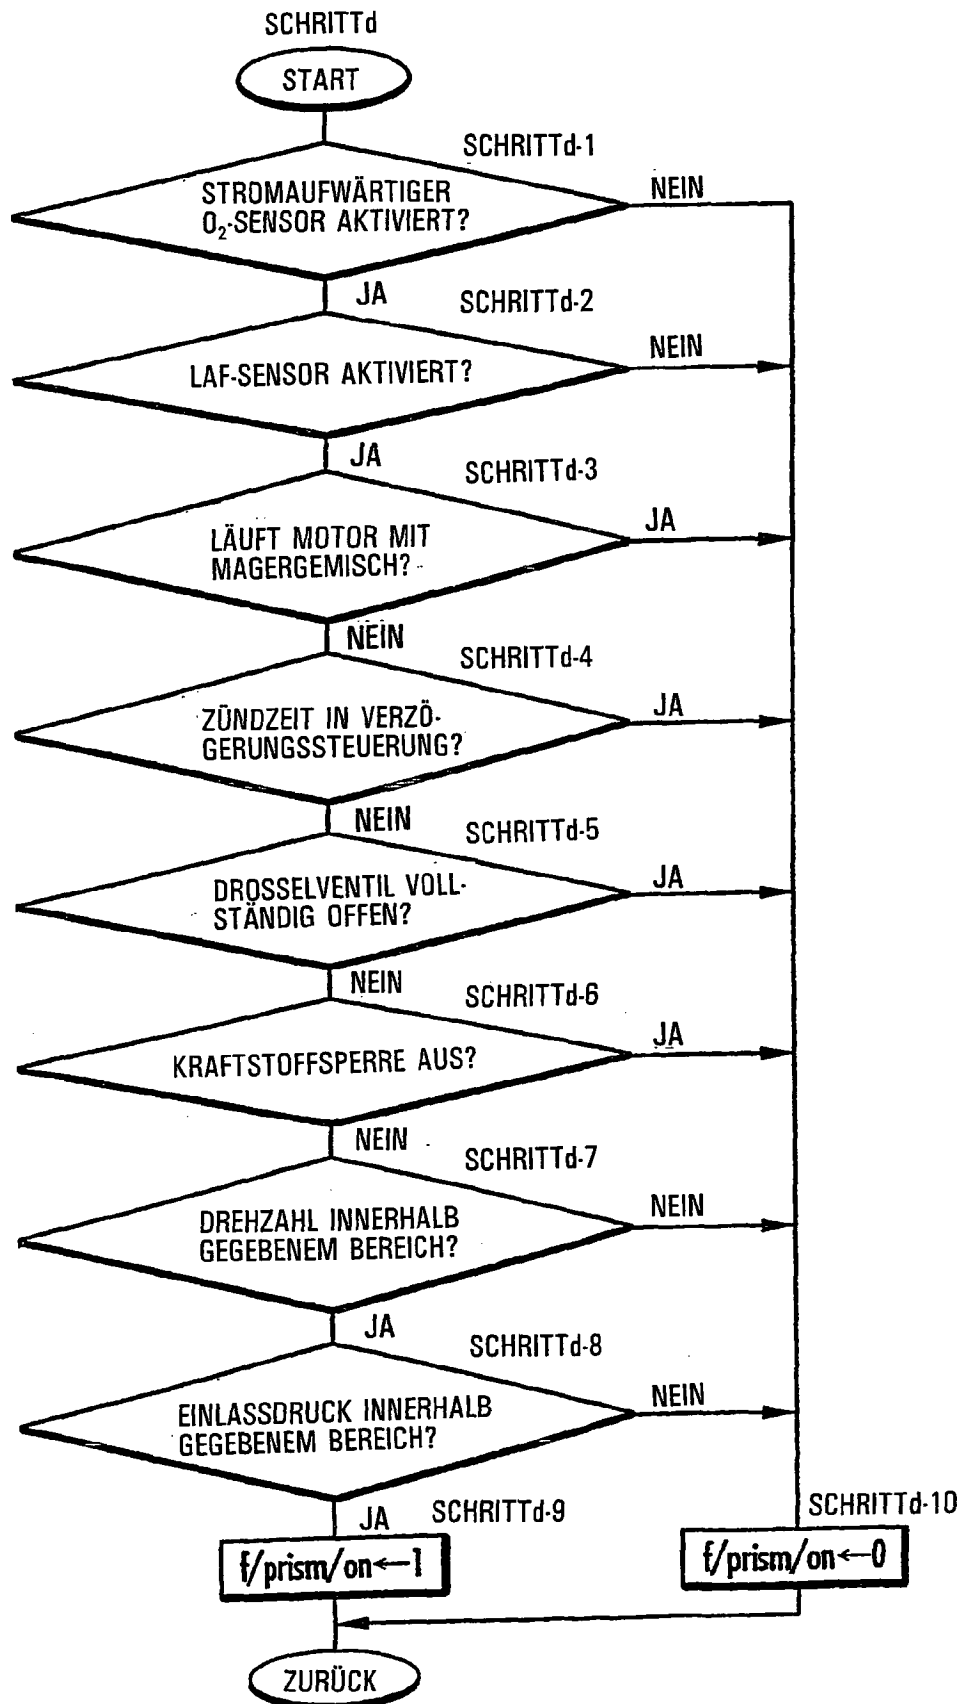 SCHRITTd
START
SCHRITTd-1
STROMAUFWÄRTIGER
O₂-SENSOR AKTIVIERT?
NEIN
JA
SCHRITTd-2
LAF-SENSOR AKTIVIERT?
NEIN
JA
SCHRITTd-3
LÄUFT MOTOR MIT
MAGERGEMISCH?
JA
NEIN
SCHRITTd-4
ZÜNDZEIT IN VERZÖ-
GERUNGSSTEUERUNG?
JA
NEIN
SCHRITTd-5
DROSSELVENTIL VOLL-
STÄNDIG OFFEN?
JA
NEIN
SCHRITTd-6
KRAFTSTOFFSPERRE AUS?
JA
NEIN
SCHRITTd-7
DREHZAHL INNERHALB
GEGEBENEM BEREICH?
NEIN
JA
SCHRITTd-8
EINLASSDRUCK INNERHALB
GEGEBENEM BEREICH?
NEIN
JA
SCHRITTd-9
f/prism/on←1
SCHRITTd-10
f/prism/on←0
ZURÜCK